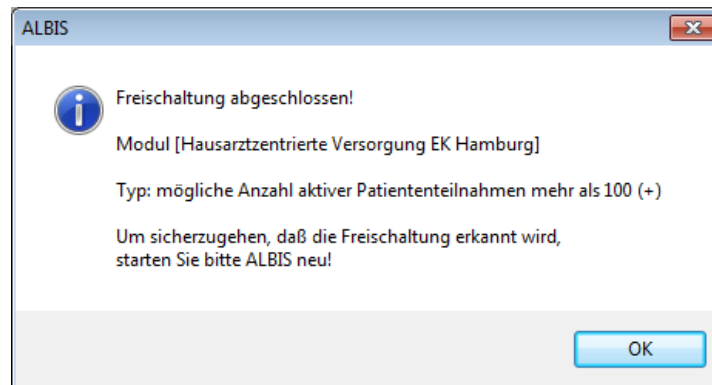 ALBIS
Freischaltung abgeschlossen!
Modul [Hausarztzentrierte Versorgung EK Hamburg]
Typ: mögliche Anzahl aktiver Patiententeilnahmen mehr als 100 (+)
Um sicherzugehen, daß die Freischaltung erkannt wird,
starten Sie bitte ALBIS neu!
OK